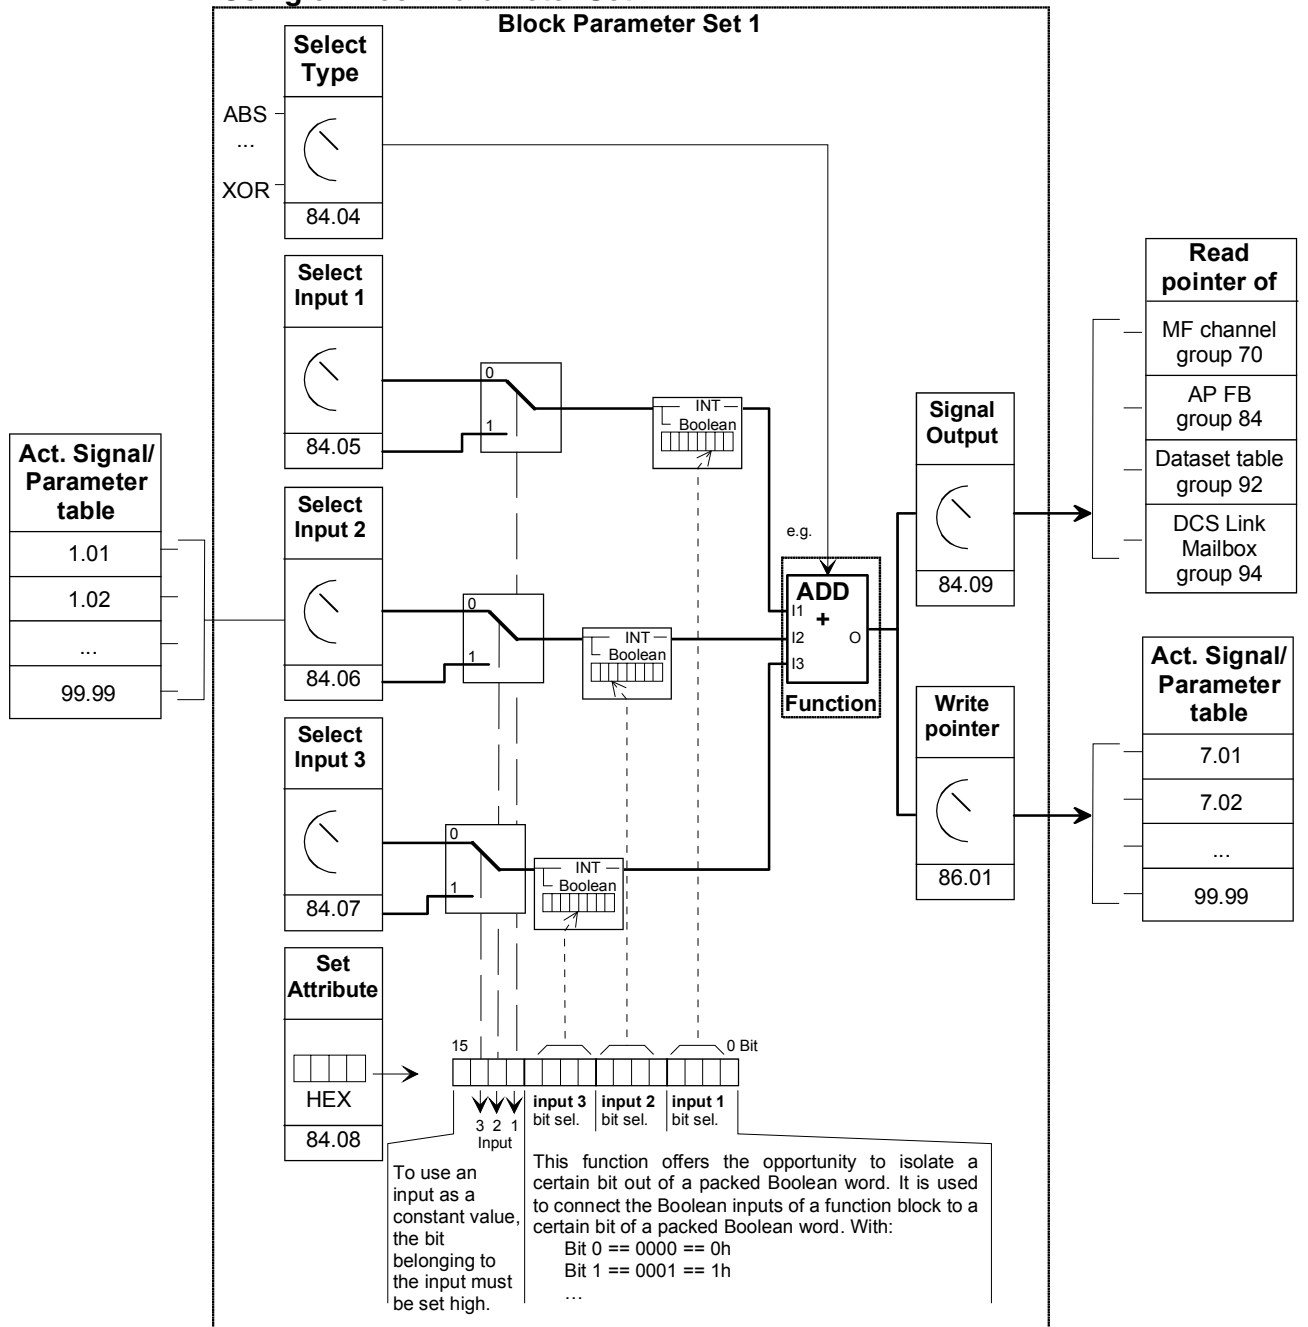 Block Parameter Set 1
Select
Type
ABS
...
XOR
84.04
Select
Input 1
84.05
0
1
INT
Boolean
Select
Input 2
84.06
0
1
INT
Boolean
Select
Input 3
84.07
0
1
INT
Boolean
Act. Signal/
Parameter
table
1.01
1.02
...
99.99
e.g.
ADD
+
I1
I2
I3
O
Function
Signal
Output
84.09
Write
pointer
86.01
Read
pointer of
MF channel
group 70
AP FB
group 84
Dataset table
group 92
DCS Link
Mailbox
group 94
Act. Signal/
Parameter
table
7.01
7.02
...
99.99
Set
Attribute
HEX
84.08
15
0 Bit
3 2 1
Input
input 3
bit sel.
input 2
bit sel.
input 1
bit sel.
To use an
input as a
constant value,
the bit
belonging to
the input must
be set high.
This function offers the opportunity to isolate a
certain bit out of a packed Boolean word. It is used
to connect the Boolean inputs of a function block to a
certain bit of a packed Boolean word. With:
Bit 0 == 0000 == 0h
Bit 1 == 0001 == 1h
...